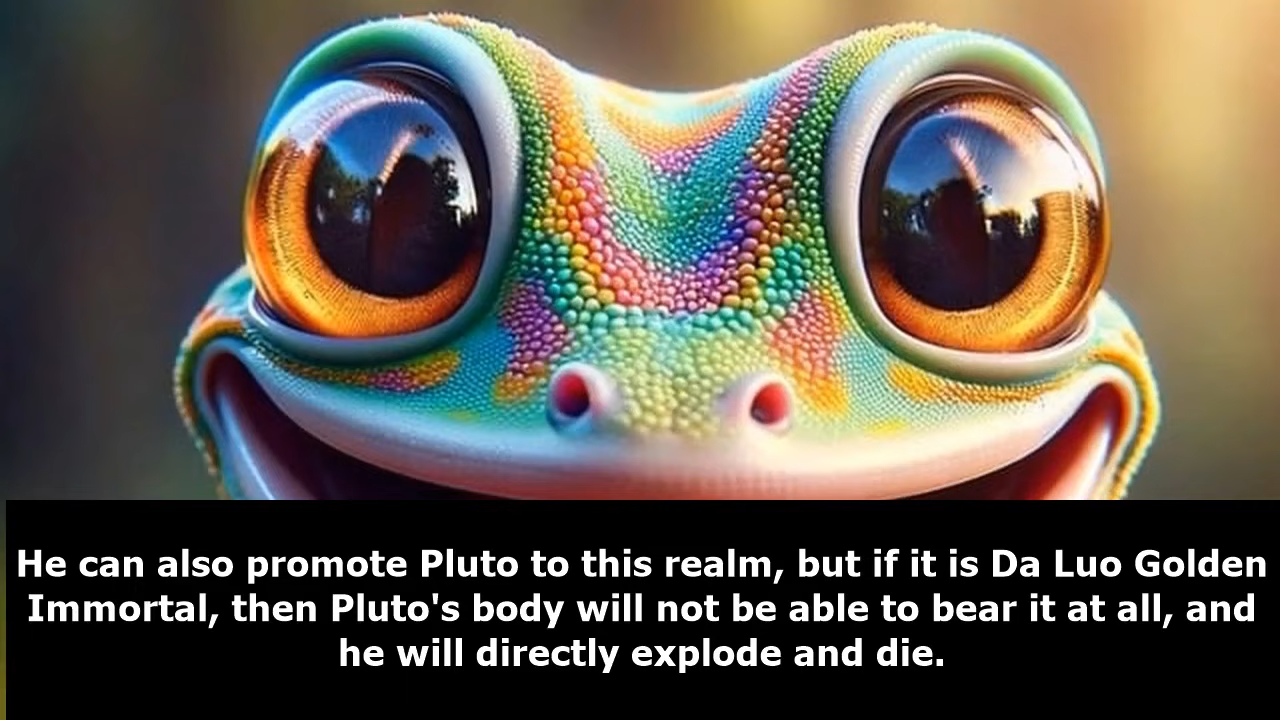 He can also promote Pluto to this realm, but if it is Da Luo Golden
Immortal, then Pluto's body will not be able to bear it at all, and
he will directly explode and die.